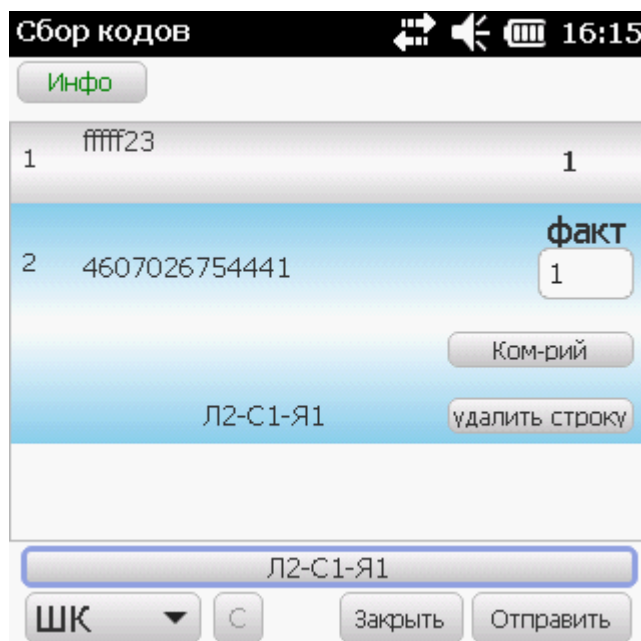 Сбор кодов 16:15
Инфо
1 fffff23 1
факт
2 4607026754441 1
Ком-рий
Л2-С1-Я1 удалить строку
Л2-С1-Я1
ШК С Закрыть Отправить